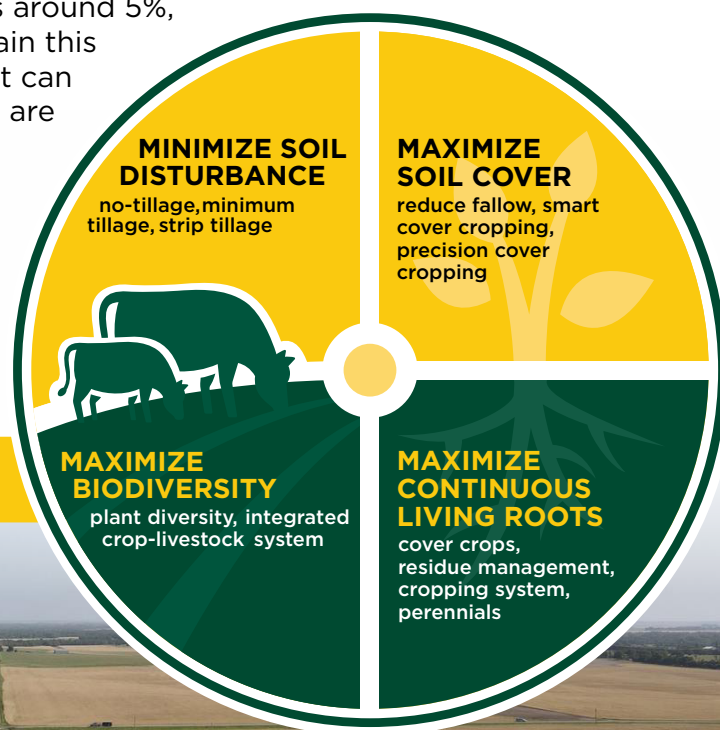 s around 5%,
ain this
t can
are
MINIMIZE SOIL
DISTURBANCE
no-tillage, minimum
tillage, strip tillage
MAXIMIZE
SOIL COVER
reduce fallow, smart
cover cropping,
precision cover
cropping
MAXIMIZE
BIODIVERSITY
plant diversity, integrated
crop-livestock system
MAXIMIZE
CONTINUOUS
LIVING ROOTS
cover crops,
residue management,
cropping system,
perennials